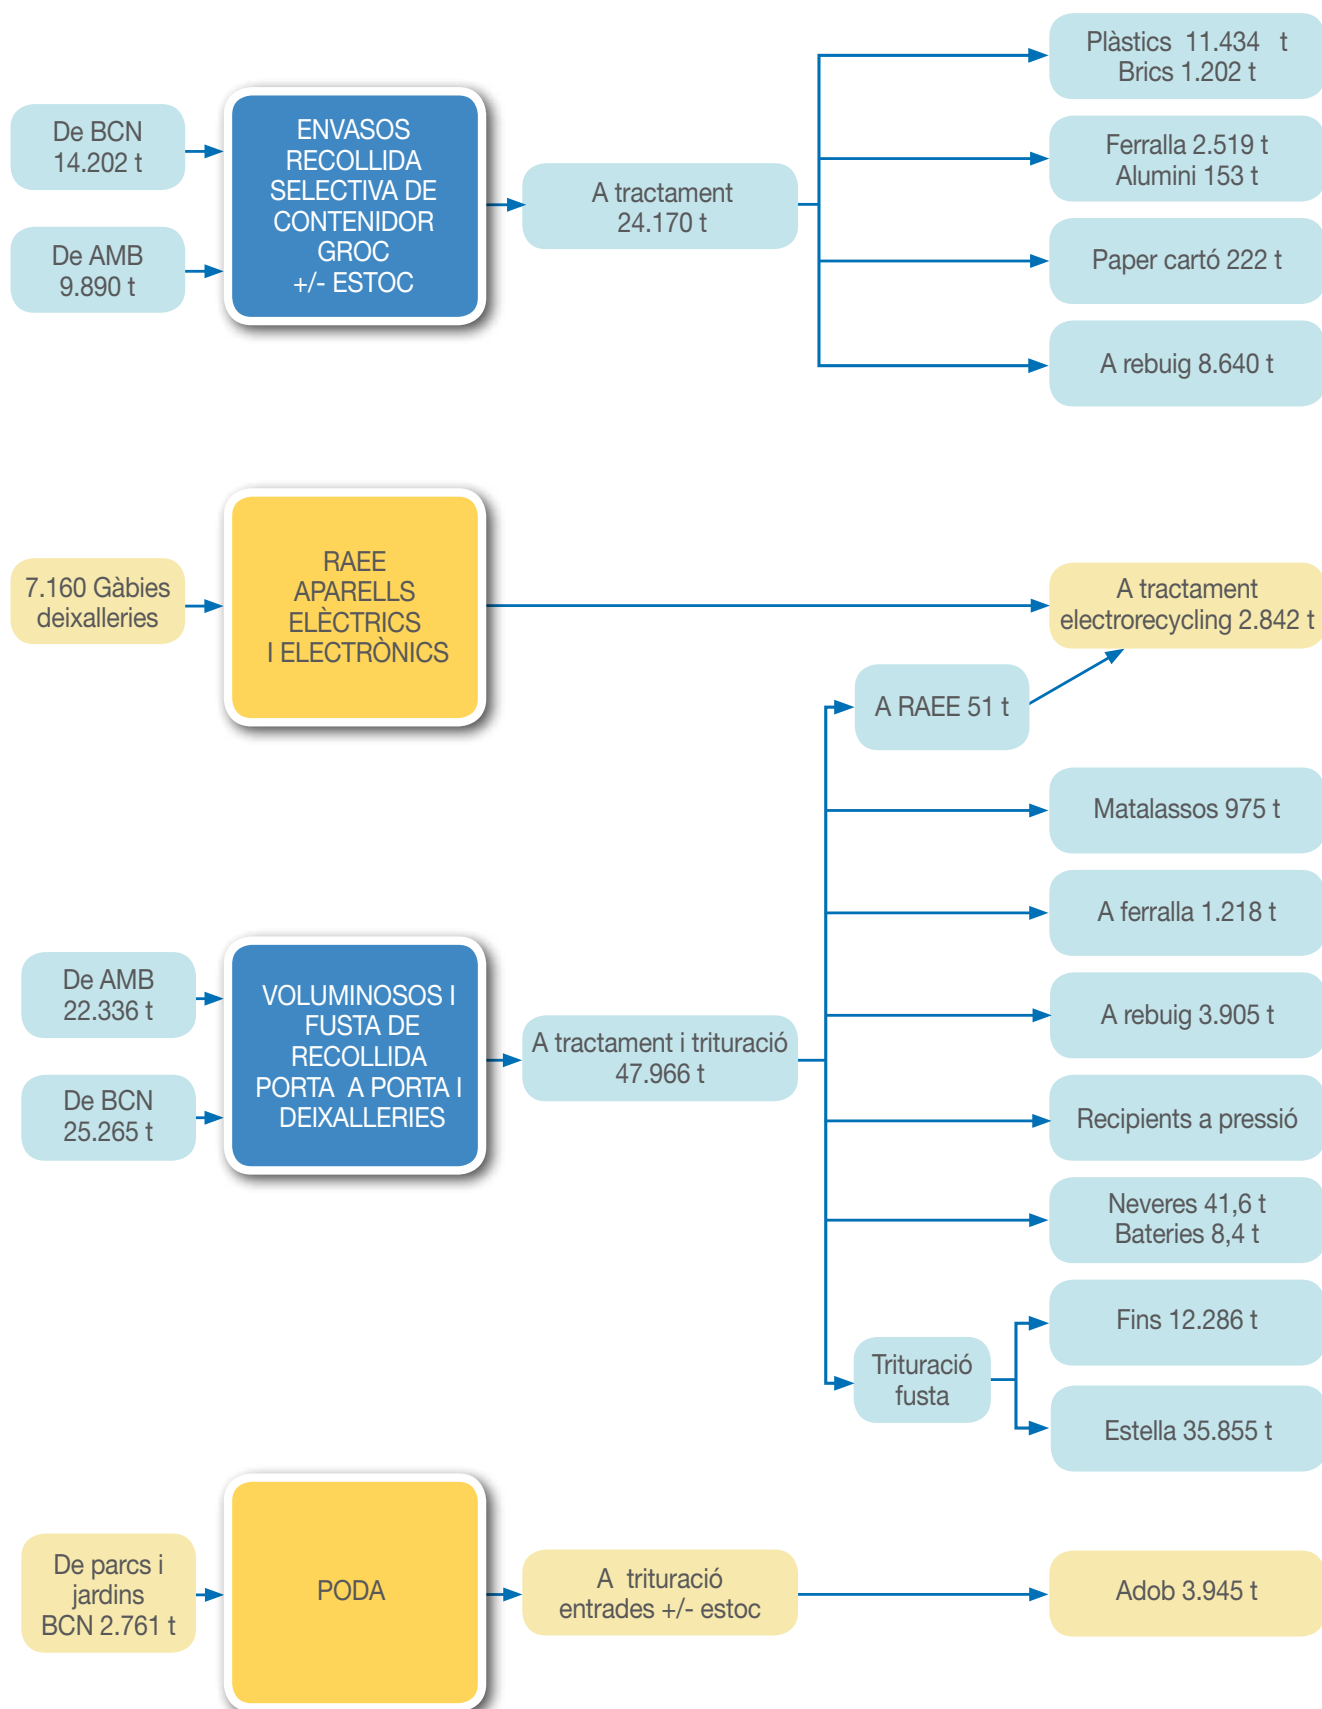 De BCN
14.202 t
De AMB
9.890 t
ENVASOS
RECOLLIDA
SELECTIVA DE
CONTENIDOR
GROC
+/- ESTOC
A tractament
24.170 t
Plàstics 11.434 t
Brics 1.202 t
Ferralla 2.519 t
Alumini 153 t
Paper cartó 222 t
A rebuig 8.640 t
7.160 Gàbies
deixalleries
RAEE
APARELLS
ELÈCTRICS
I ELECTRÒNICS
A tractament
electrorecycling 2.842 t
De AMB
22.336 t
De BCN
25.265 t
VOLUMINOSOS I
FUSTA DE
RECOLLIDA
PORTA A PORTA I
DEIXALLERIES
A tractament i trituració
47.966 t
A RAEE 51 t
Matalassos 975 t
A ferralla 1.218 t
A rebuig 3.905 t
Recipients a pressió
Neveres 41,6 t
Bateries 8,4 t
Trituració
fusta
Fins 12.286 t
Estella 35.855 t
De parcs i
jardins
BCN 2.761 t
PODA
A trituració
entrades +/- estoc
Adob 3.945 t